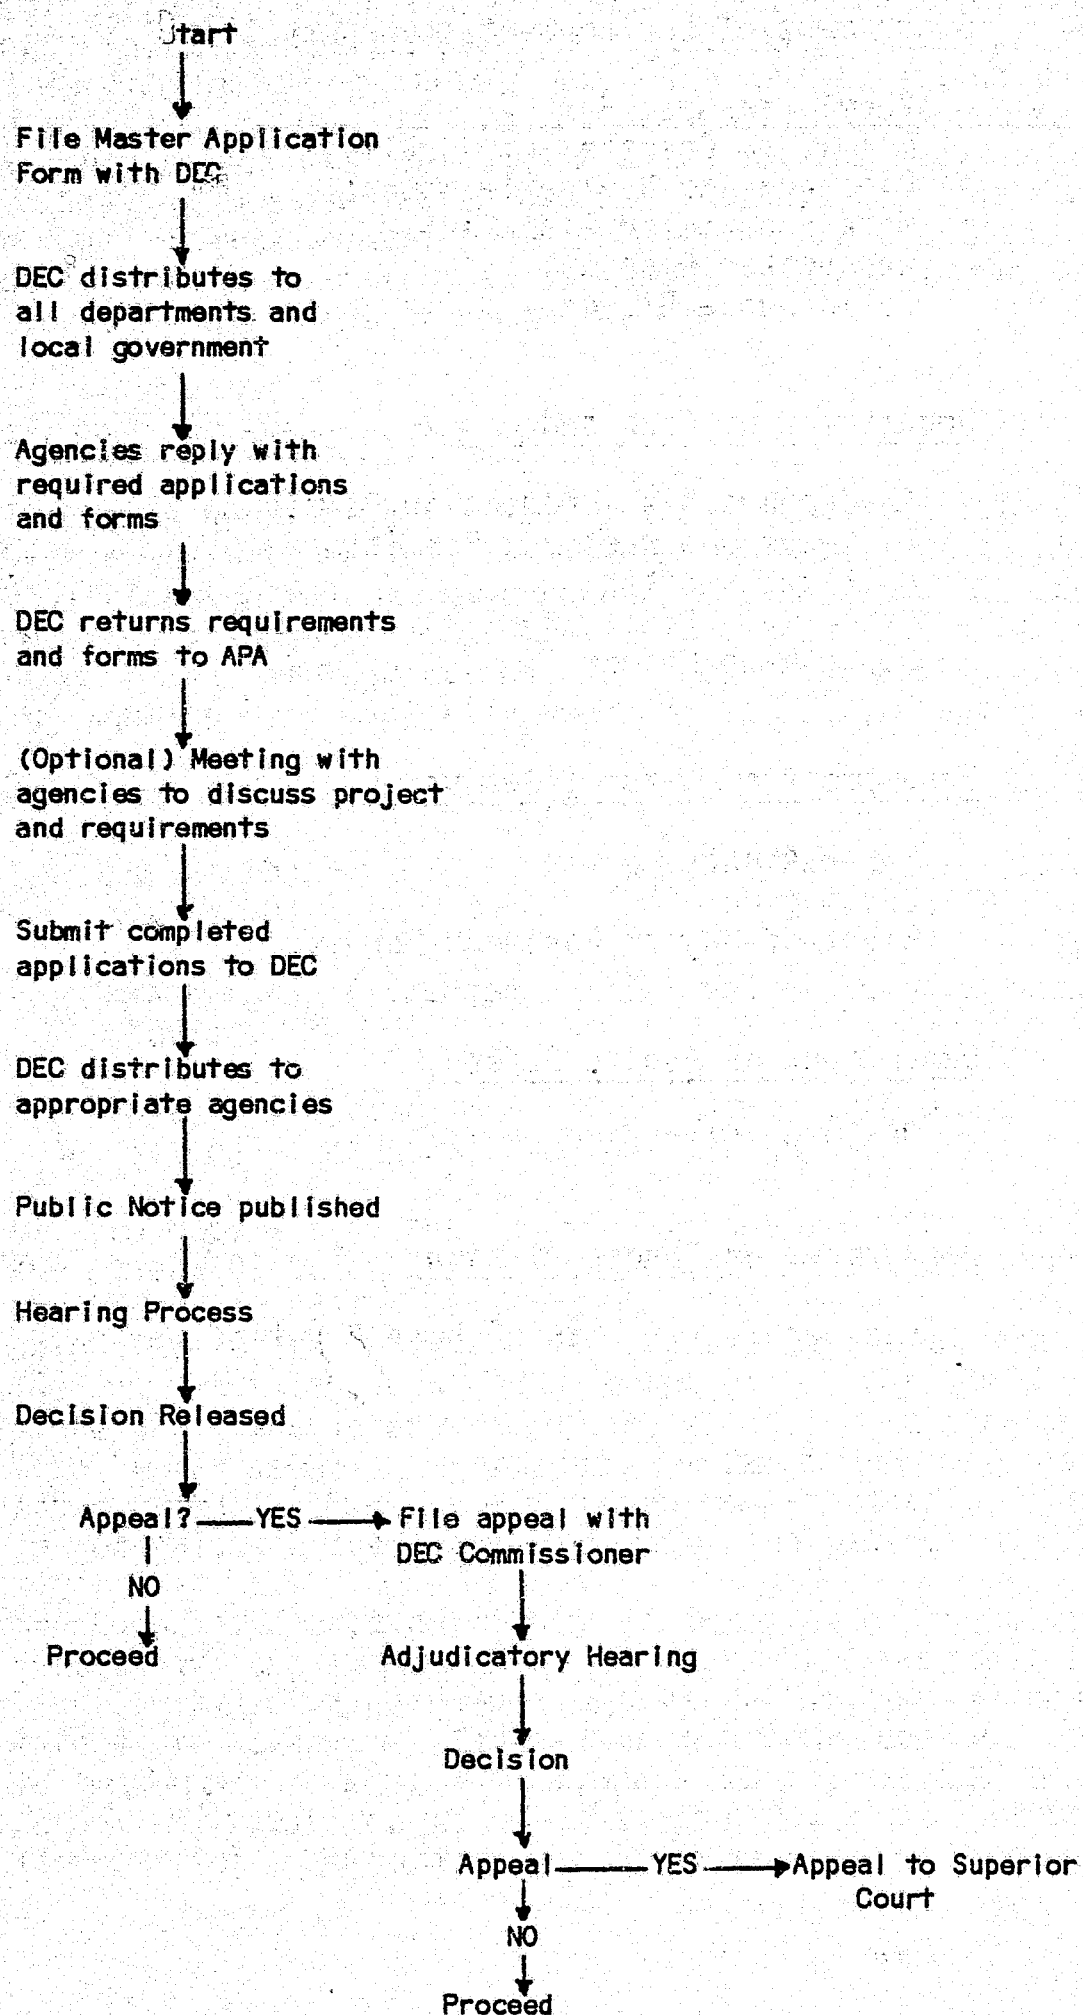 Start
File Master Application
Form with DEC
DEC distributes to
all departments and
local government
Agencies reply with
required applications
and forms
DEC returns requirements
and forms to APA
(Optional) Meeting with
agencies to discuss project
and requirements
Submit completed
applications to DEC
DEC distributes to
appropriate agencies
Public Notice published
Hearing Process
Decision Released
Appeal? YES File appeal with
DEC Commissioner
NO
Proceed Adjudicatory Hearing
Decision
Appeal YES Appeal to Superior
Court
NO
Proceed